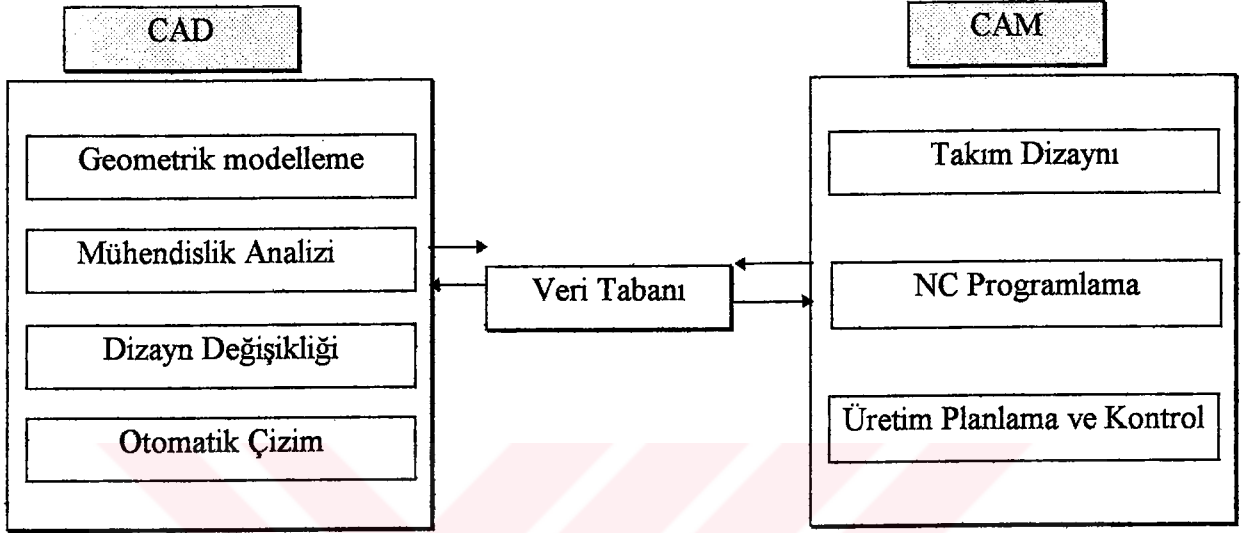 CAD
Geometrik modelleme
Mühendislik Analizi
Dizayn Değişikliği
Otomatik Çizim
Veri Tabanı
CAM
Takım Dizaynı
NC Programlama
Üretim Planlama ve Kontrol